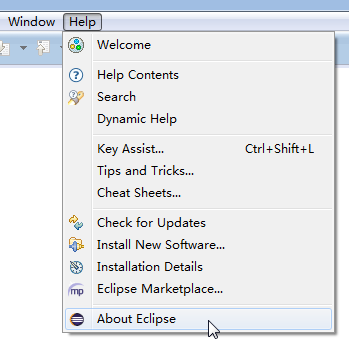 Window Help
Welcome
Help Contents
Search
Dynamic Help
Key Assist... Ctrl+Shift+L
Tips and Tricks...
Cheat Sheets...
Check for Updates
Install New Software...
Installation Details
mp Eclipse Marketplace...
About Eclipse